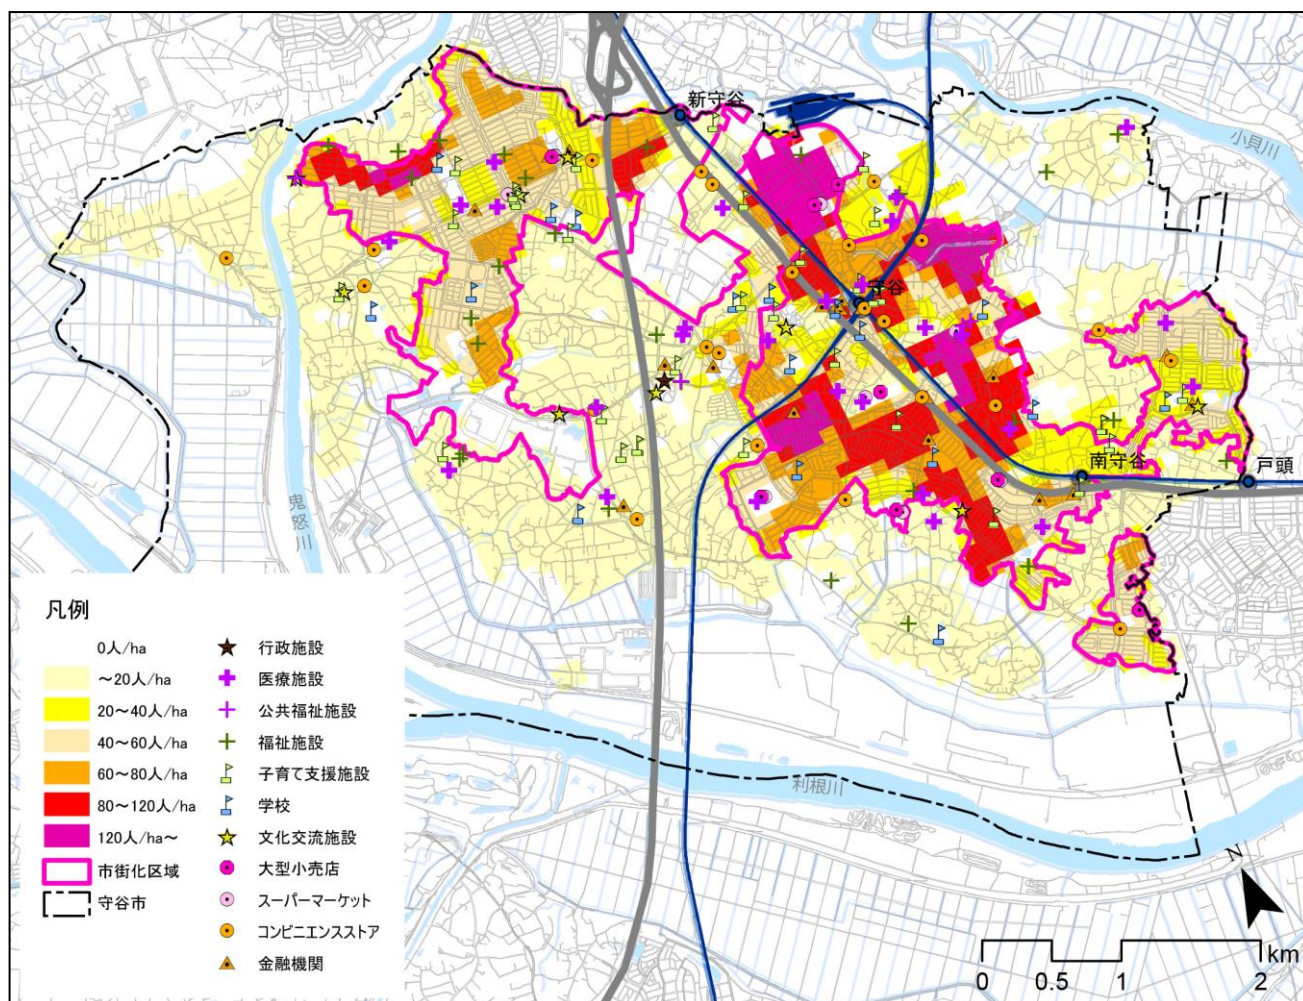 新守谷
小貝川
守谷
南守谷
戸頭
鬼怒川
利根川
凡例
0人/ha
～20人/ha
20～40人/ha
40～60人/ha
60～80人/ha
80～120人/ha
120人/ha～
市街化区域
守谷市
行政施設
医療施設
公共福祉施設
福祉施設
子育て支援施設
学校
文化交流施設
大型小売店
スーパーマーケット
コンビニエンスストア
金融機関
N
km
0 0.5 1 2